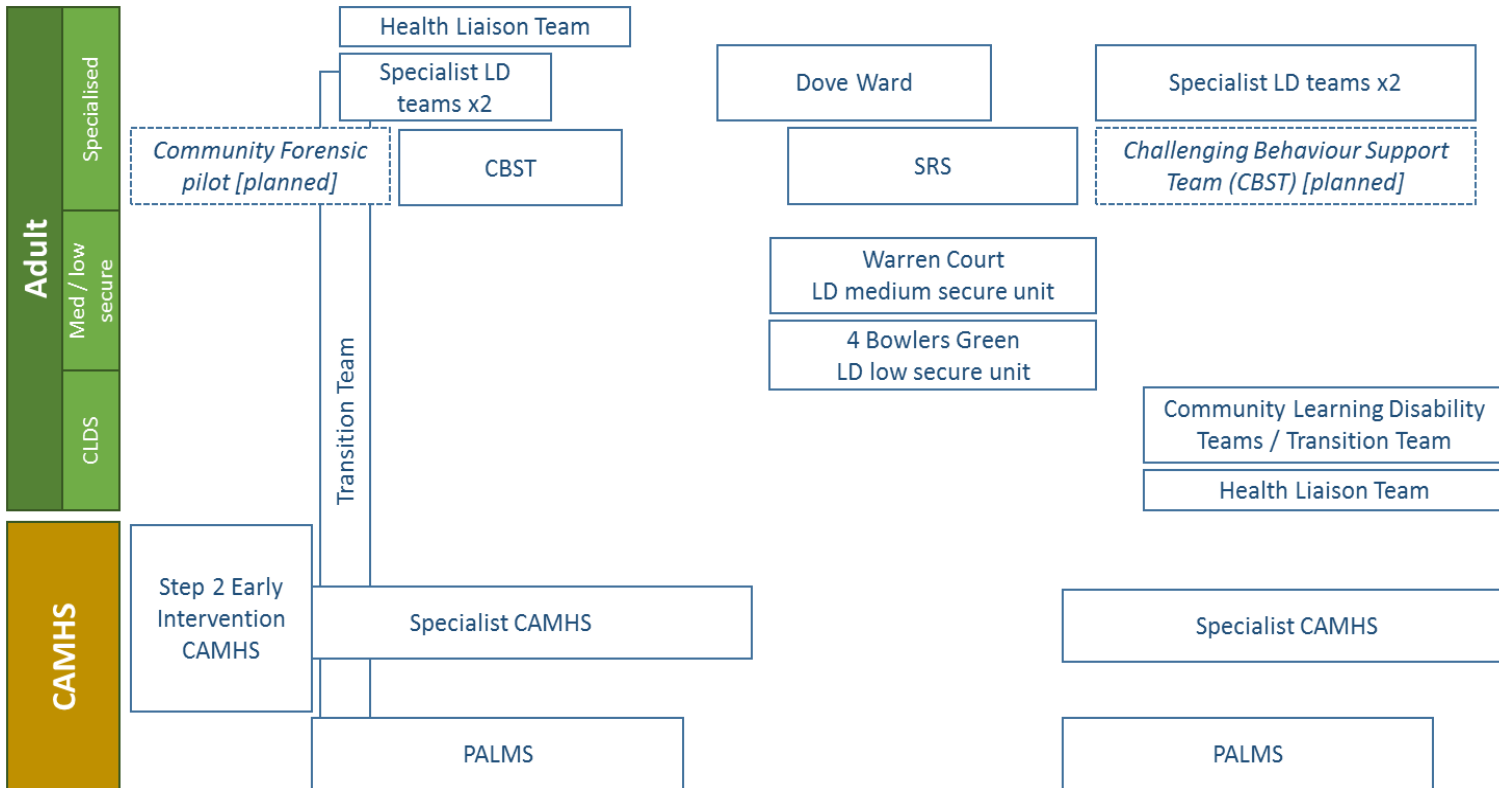 Adult
Specialised
Med / low
secure
CLDS
CAMHS
Health Liaison Team
Specialist LD
teams x2
Dove Ward
Specialist LD teams x2
Community Forensic
pilot [planned]
CBST
SRS
Challenging Behaviour Support
Team (CBST) [planned]
Warren Court
LD medium secure unit
4 Bowlers Green
LD low secure unit
Transition Team
Community Learning Disability
Teams / Transition Team
Health Liaison Team
Step 2 Early
Intervention
CAMHS
Specialist CAMHS
Specialist CAMHS
PALMS
PALMS